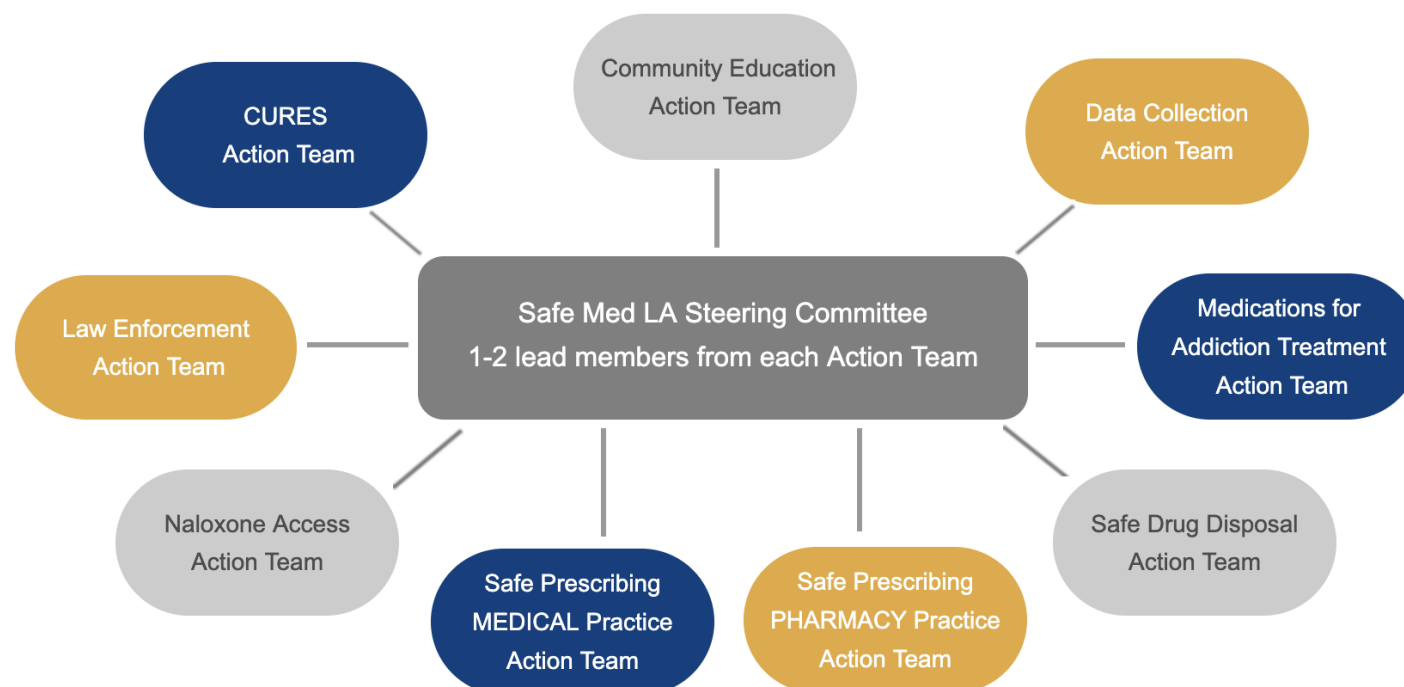 Community Education
Action Team
CURES
Action Team
Data Collection
Action Team
Safe Med LA Steering Committee
1-2 lead members from each Action Team
Law Enforcement
Action Team
Medications for
Addiction Treatment
Action Team
Naloxone Access
Action Team
Safe Drug Disposal
Action Team
Safe Prescribing
MEDICAL Practice
Action Team
Safe Prescribing
PHARMACY Practice
Action Team